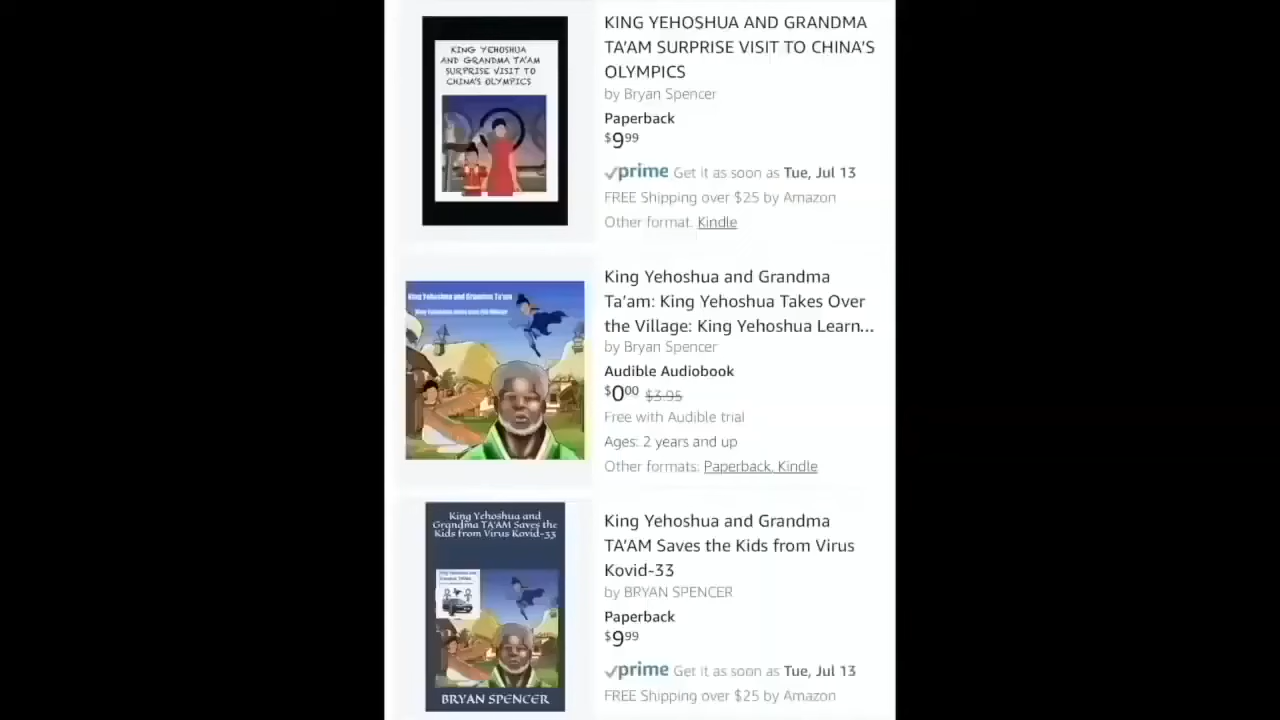 KING YEHOSHUA
AND GRANDMA TA'AM
SURPRISE VISIT TO
CHINA'S OLYMPICS
KING YEHOSHUA AND GRANDMA
TA'AM SURPRISE VISIT TO CHINA'S
OLYMPICS
by Bryan Spencer
Paperback
$9.99
prime Get it as soon as Tue, Jul 13
FREE Shipping over $25 by Amazon
Other format. Kindle
King Yehoshua and Grandma Ta'am
King Yehoshua takes over the Village
King Yehoshua and Grandma
Ta'am: King Yehoshua Takes Over
the Village: King Yehoshua Learn...
by Bryan Spencer
Audible Audiobook
$0.00 $3.95
Free with Audible trial
Ages: 2 years and up
Other formats: Paperback, Kindle
King Yehoshua and
Grandma TA'AM Saves the
Kids from Virus Kovid-33
BRYAN SPENCER
King Yehoshua and Grandma
TA'AM Saves the Kids from Virus
Kovid-33
by BRYAN SPENCER
Paperback
$9.99
prime Get it as soon as Tue, Jul 13
FREE Shipping over $25 by Amazon